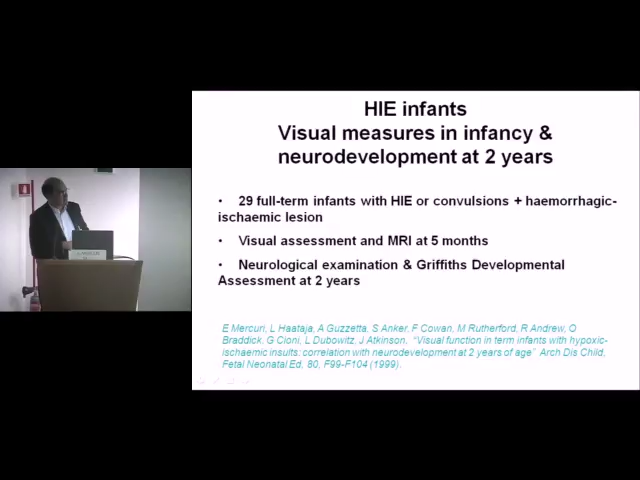 HIE infants
Visual measures in infancy &
neurodevelopment at 2 years
• 29 full-term infants with HIE or convulsions + haemorrhagic-
ischaemic lesion
• Visual assessment and MRI at 5 months
• Neurological examination & Griffiths Developmental
Assessment at 2 years
E Mercuri, L Haataja, A Guzzetta, S Anker, F Cowan, M Rutherford, R Andrew, O
Braddick, G Cioni, L Dubowitz, J Atkinson. "Visual function in term infants with hypoxic-
ischaemic insults: correlation with neurodevelopment at 2 years of age" Arch Dis Child,
Fetal Neonatal Ed. 80, F99-F104 (1999).